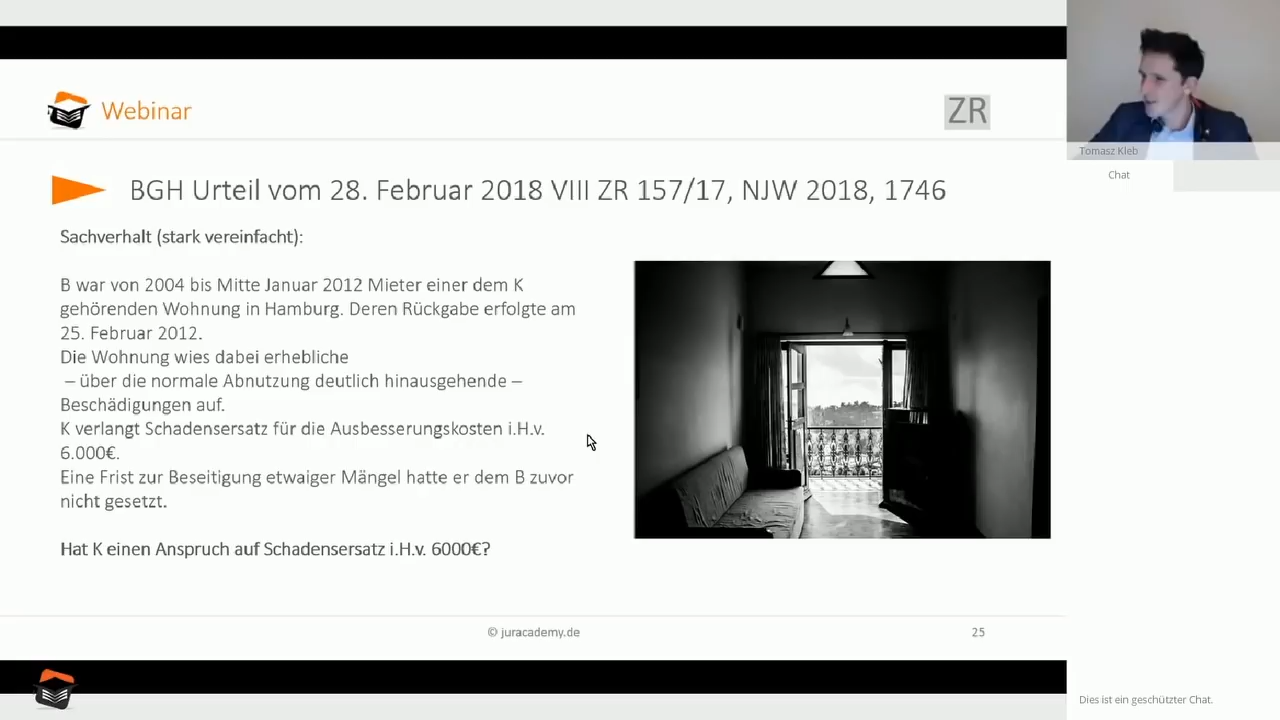 Webinar
ZR
Tomasz Kleb
Chat
BGH Urteil vom 28. Februar 2018 VIII ZR 157/17, NJW 2018, 1746
Sachverhalt (stark vereinfacht):
B war von 2004 bis Mitte Januar 2012 Mieter einer dem K
gehörenden Wohnung in Hamburg. Deren Rückgabe erfolgte am
25. Februar 2012.
Die Wohnung wies dabei erhebliche
– über die normale Abnutzung deutlich hinausgehende –
Beschädigungen auf.
K verlangt Schadensersatz für die Ausbesserungskosten i.H.v.
6.000€.
Eine Frist zur Beseitigung etwaiger Mängel hatte er dem B zuvor
nicht gesetzt.
Hat K einen Anspruch auf Schadensersatz i.H.v. 6000€?
© juracademy.de
25
Dies ist ein geschützter Chat.